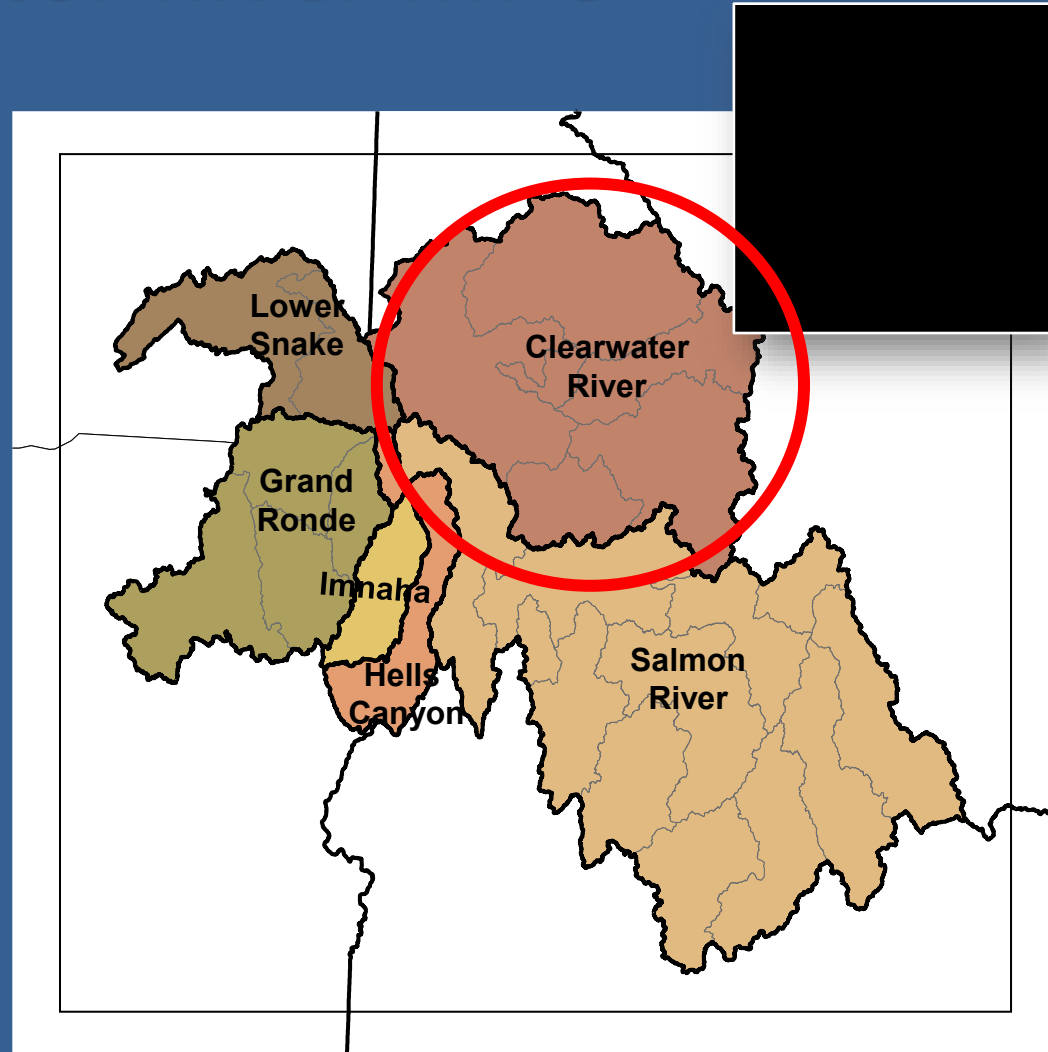 Lower
Snake
Clearwater
River
Grand
Ronde
Imnaha
Salmon
River
Hells
Canyon